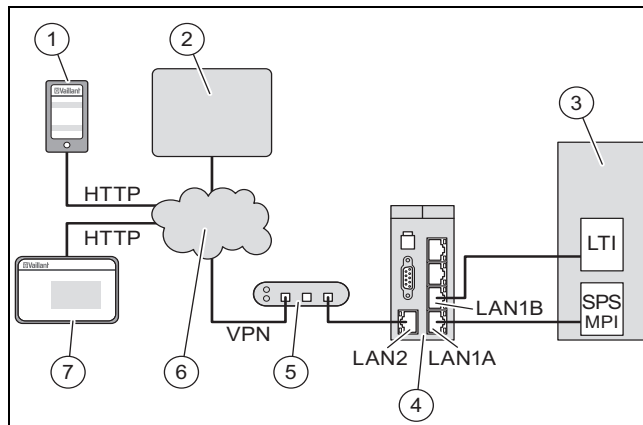 1
2
3
Vaillant
HTTP
HTTP
LTI
Vaillant
LAN1B
SPS
MPI
VPN
LAN2
LAN1A
7
6
5
4